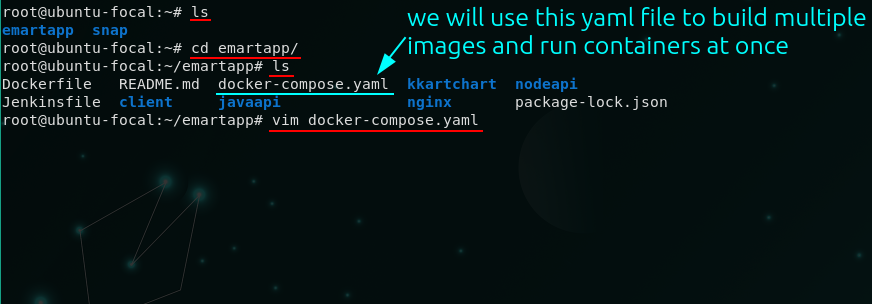 root@ubuntu-focal:~# ls
emartapp  snap
root@ubuntu-focal:~# cd emartapp/
root@ubuntu-focal:~/emartapp# ls
Dockerfile   README.md  docker-compose.yaml  kkartchart  nodeapi
Jenkinsfile  client     javaapi              nginx       package-lock.json
root@ubuntu-focal:~/emartapp# vim docker-compose.yaml
we will use this yaml file to build multiple
images and run containers at once